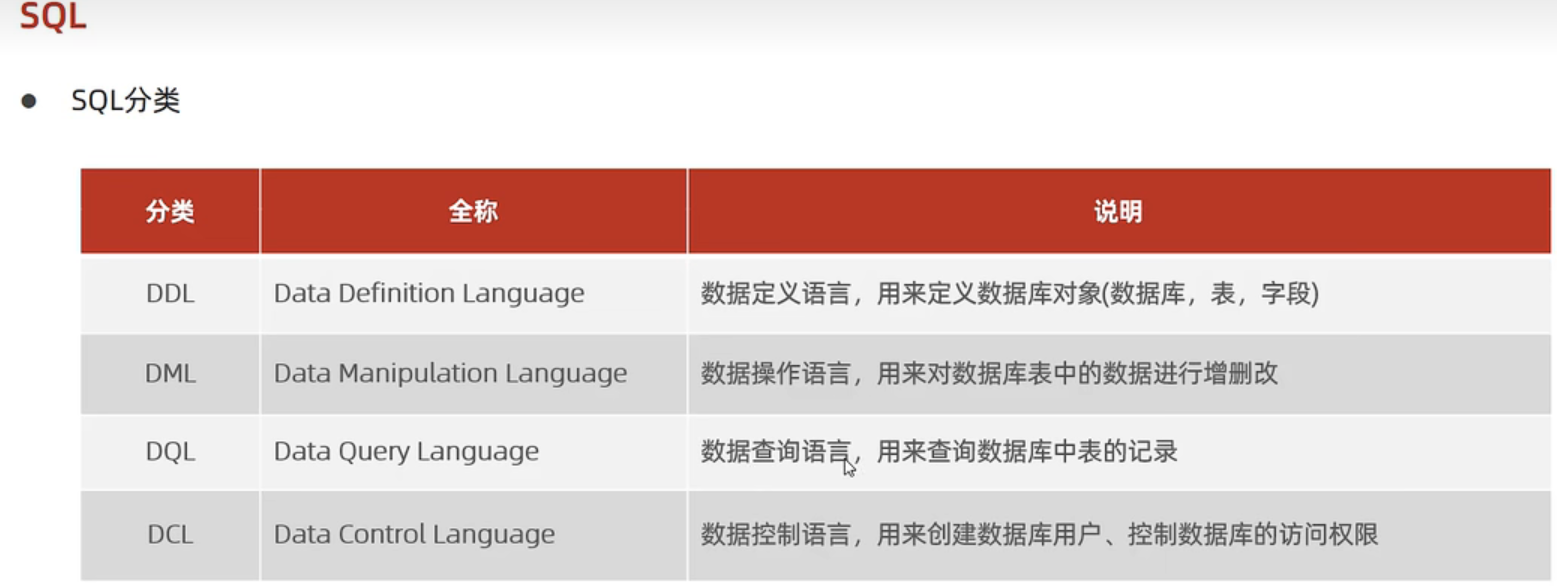 SQL
● SQL分类
分类 全称 说明
DDL Data Definition Language 数据定义语言，用来定义数据库对象(数据库，表，字段)
DML Data Manipulation Language 数据操作语言，用来对数据库表中的数据进行增删改
DQL Data Query Language 数据查询语言，用来查询数据库中表的记录
DCL Data Control Language 数据控制语言，用来创建数据库用户、控制数据库的访问权限